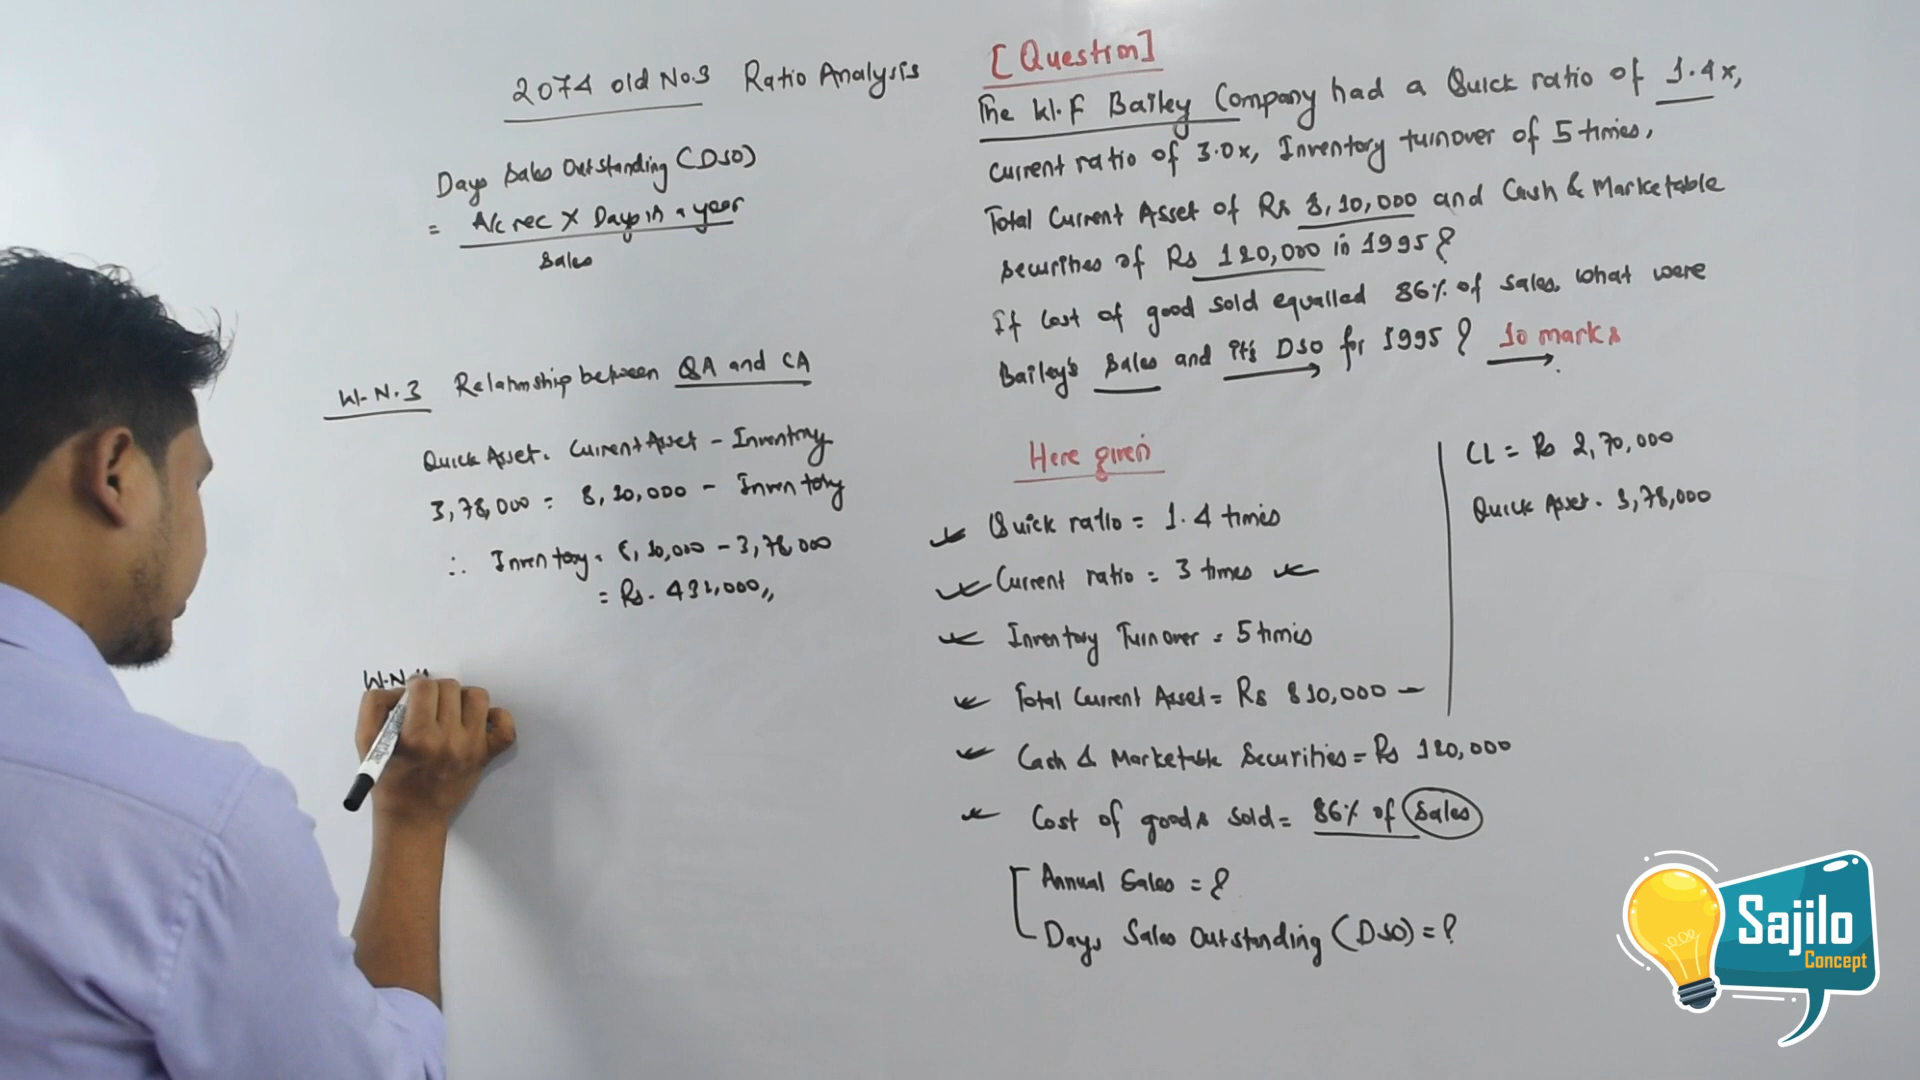 2074 old No.3 Ratio Analysis
Days Sales Outstanding (DSO)
= A/c rec X Days in a year
Sales
W.N.3 Relationship between QA and CA
Quick Asset = Current Asset - Inventory
3,78,000 = 8,10,000 - Inventory
∴ Inventory = 8,10,000 - 3,78,000
= Rs. 432,000,,
W.N
[Question]
The W.F Bailey Company had a Quick ratio of 1.4x,
Current ratio of 3.0x, Inventory turnover of 5 times,
Total Current Asset of Rs 8,10,000 and Cash & Marketable
securities of Rs 120,000 in 1995?
If cost of good sold equalled 86% of sales. what were
Bailey's Sales and it's DSO for 1995? 10 marks
Here given
Quick ratio = 1.4 times
Current ratio = 3 times
Inventory Turnover = 5 times
Total Current Asset = Rs 810,000 -
Cash & Marketable Securities = Rs 120,000
Cost of goods sold = 86% of Sales
Annual Sales = ?
Days Sales Outstanding (DSO) = ?
CL = Rs 2,70,000
Quick Asset = 3,78,000
Sajilo
Concept